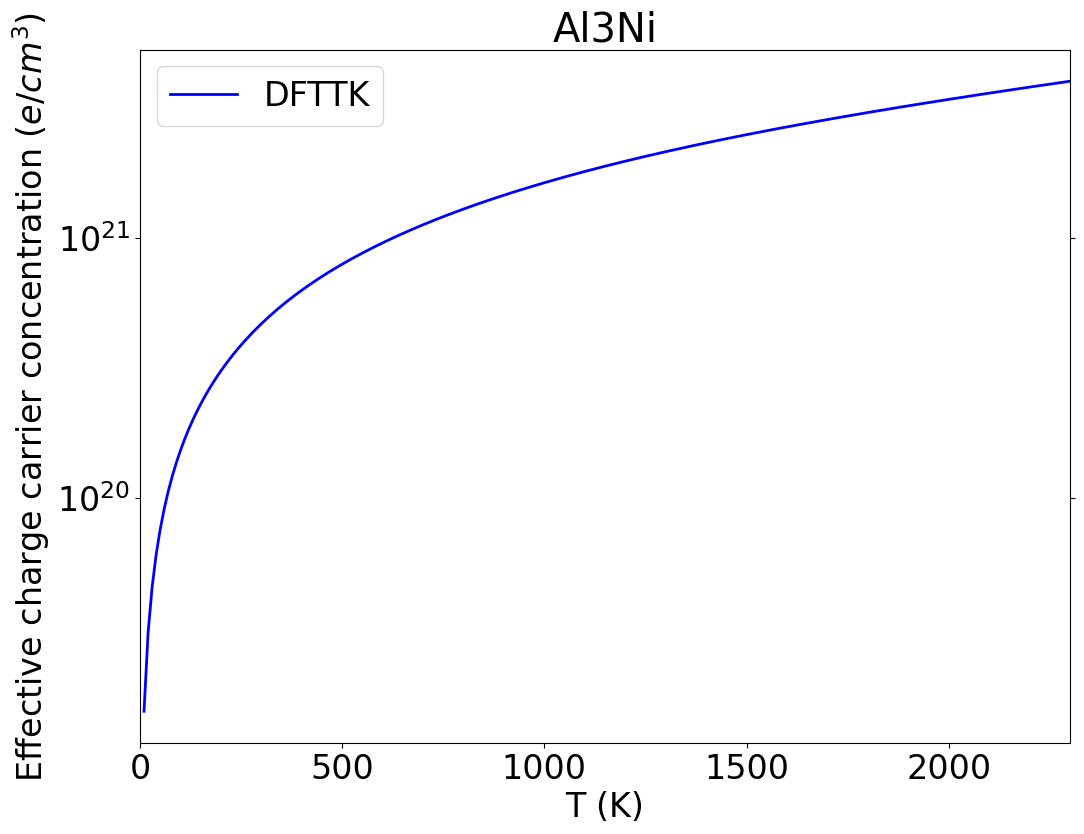 Al3Ni
DFTTK
Effective charge carrier concentration (e/cm³)
10²¹
10²⁰
0 500 1000 1500 2000
T (K)